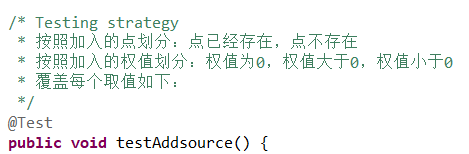 /* Testing strategy
 * 按照加入的点划分：点已经存在，点不存在
 * 按照加入的权值划分：权值为0，权值大于0，权值小于0
 * 覆盖每个取值如下：
 */
@Test
public void testAddsource() {